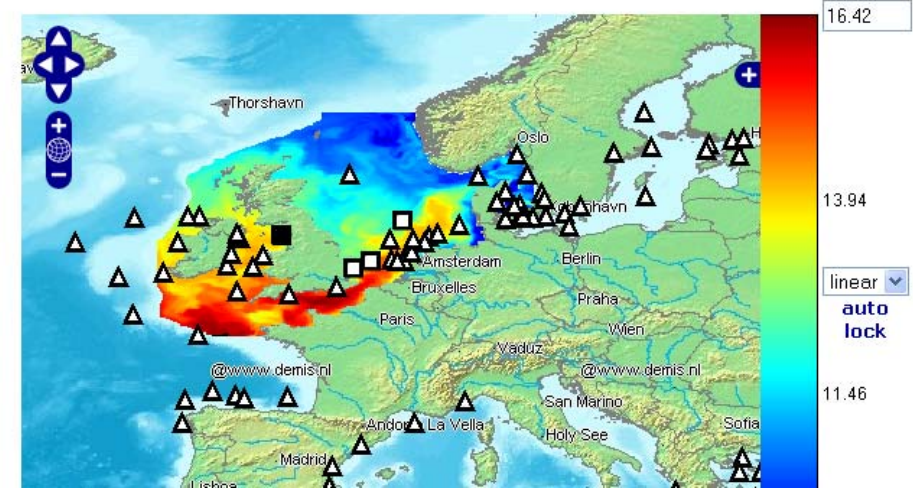 16.42
Thorshavn
Oslo
13.94
Amsterdam
Berlin
linear
Bruxelles
auto
Praha
lock
Paris
Wien
Vaduz
@www.demis.nl
@www.demis.nl
11.46
San Marino
La Vella
Sofia
Holy See
Madrid
Lisboa